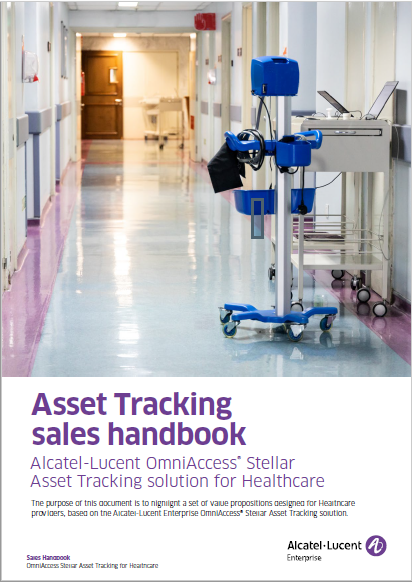 Asset Tracking
sales handbook
Alcatel-Lucent OmniAccess® Stellar
Asset Tracking solution for Healthcare
The purpose of this document is to highlight a set of value propositions designed for Healthcare
providers, based on the Alcatel-Lucent Enterprise OmniAccess® Stellar Asset Tracking solution.
Sales Handbook
OmniAccess Stellar Asset Tracking for Healthcare
Alcatel·Lucent
Enterprise